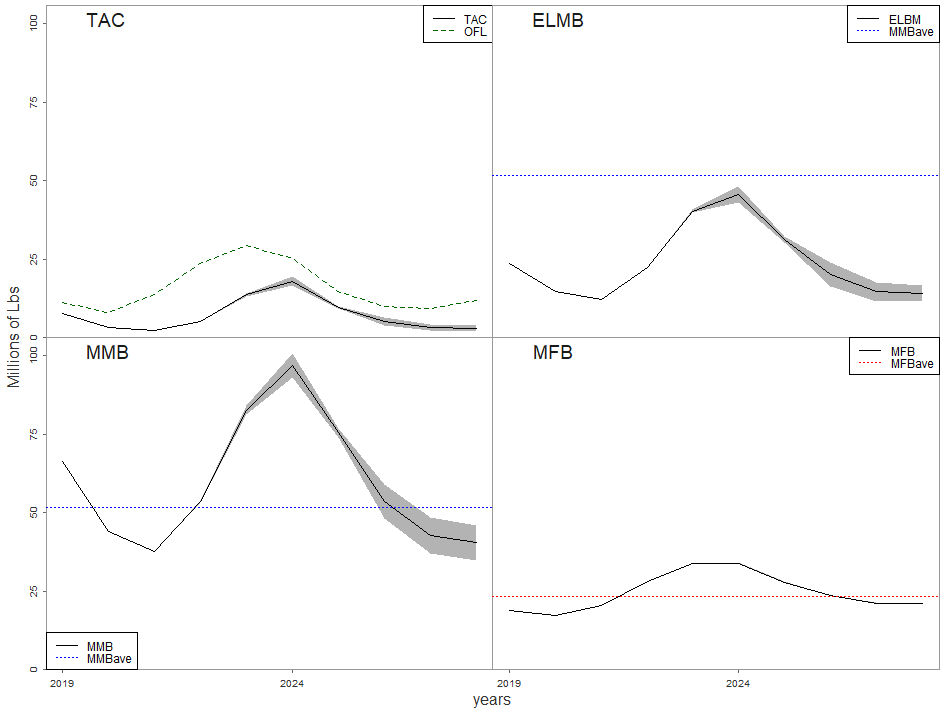 TAC
TAC
OFL
ELMB
ELBM
MMBave
100
75
50
25
0
Millions of Lbs
MMB
MMB
MMBave
MFB
MFB
MFBave
100
75
50
25
0
2019
2024
2019
2024
years